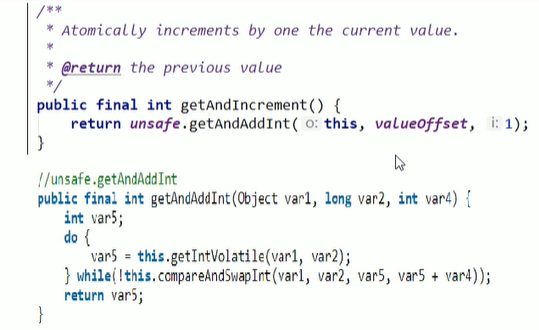 /**
 * Atomically increments by one the current value.
 *
 * @return the previous value
 */
public final int getAndIncrement() {
    return unsafe.getAndAddInt( o: this, valueOffset, i: 1);
}
//unsafe.getAndAddInt
public final int getAndAddInt(Object var1, long var2, int var4) {
    int var5;
    do {
        var5 = this.getIntVolatile(var1, var2);
    } while(!this.compareAndSwapInt(var1, var2, var5, var5 + var4));
    return var5;
}